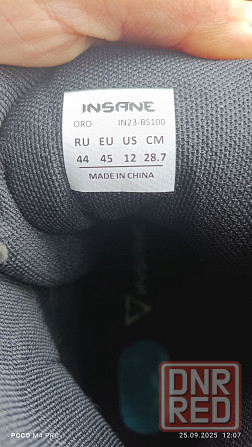 INSANE
ORO IN23-BS100
RU EU US CM
44 45 12 28.7
MADE IN CHINA
DNR
RED
POCO M4 PRO 25.09.2025 12:07